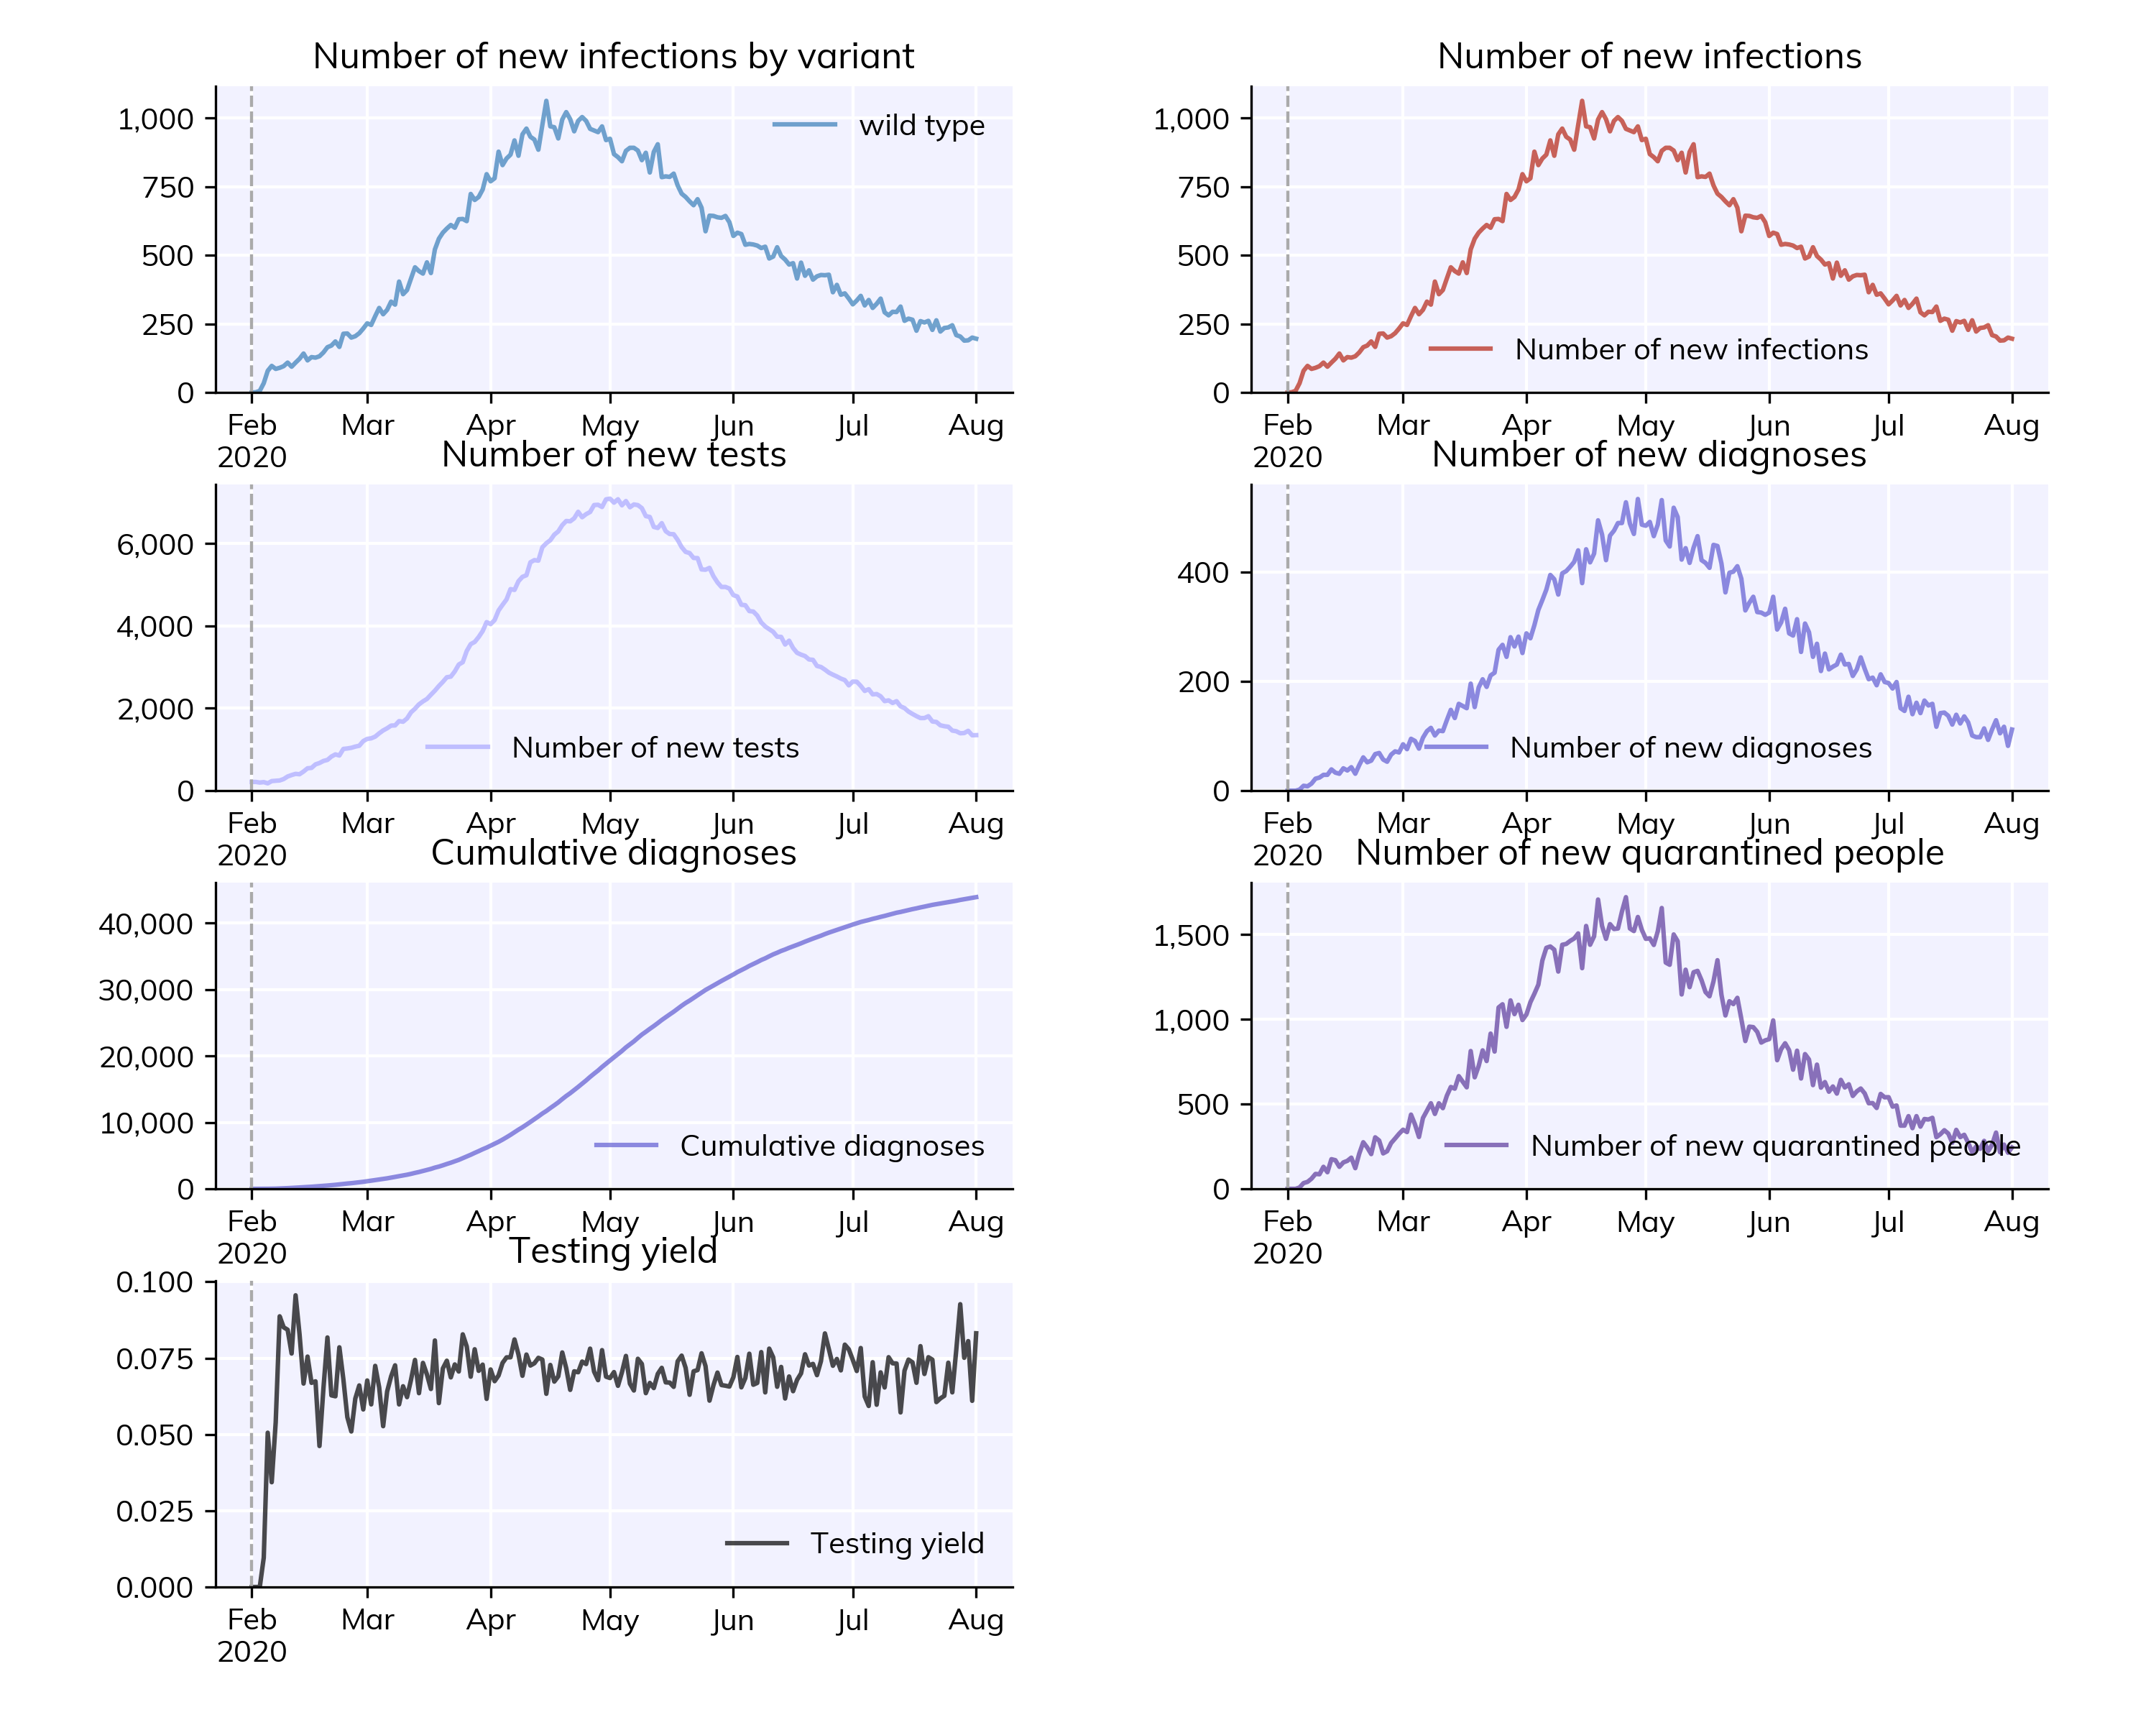 Number of new infections by variant
1,000
750
500
250
0
wild type
Feb Mar Apr May Jun Jul Aug
2020
Number of new infections
1,000
750
500
250
0
Number of new infections
Feb Mar Apr May Jun Jul Aug
2020
Number of new tests
6,000
4,000
2,000
0
Number of new tests
Feb Mar Apr May Jun Jul Aug
2020
Number of new diagnoses
400
200
0
Number of new diagnoses
Feb Mar Apr May Jun Jul Aug
2020
Cumulative diagnoses
40,000
30,000
20,000
10,000
0
Cumulative diagnoses
Feb Mar Apr May Jun Jul Aug
2020
Number of new quarantined people
1,500
1,000
500
0
Number of new quarantined people
Feb Mar Apr May Jun Jul Aug
2020
Testing yield
0.100
0.075
0.050
0.025
0.000
Testing yield
Feb Mar Apr May Jun Jul Aug
2020